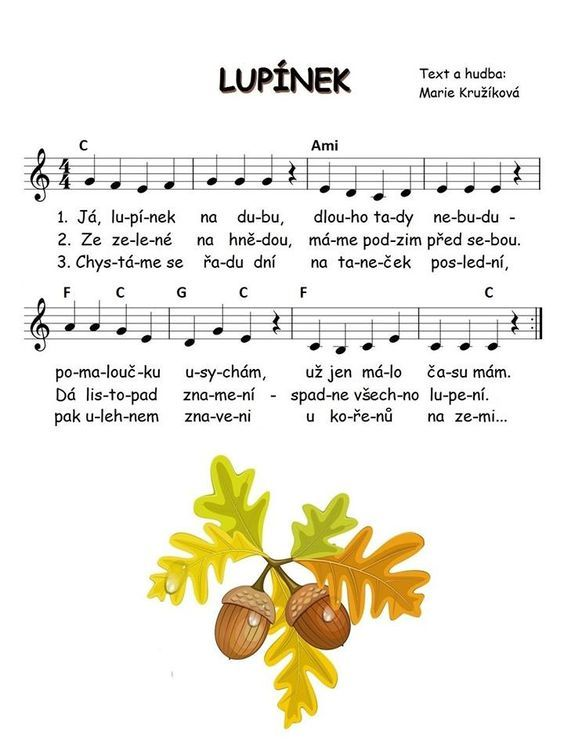 LUPÍNEK
Text a hudba:
Marie Kružíková
C Ami
4
4
1. Já, lu-pí-nek na du-bu, dlou-ho ta-dy ne-bu-du -
2. Ze ze-le-né na hně-dou, má-me pod-zim před se-bou.
3. Chys-tá-me se řa-du dní na ta-ne-ček pos-led-ní,
F C G C F C
po-ma-louč-ku u-sy-chám, už jen má-lo ča-su mám.
Dá lis-to-pad zna-me-ní - spad-ne všech-no lu-pe-ní.
pak u-leh-nem zna-ve-ni u ko-ře-nů na ze-mi...